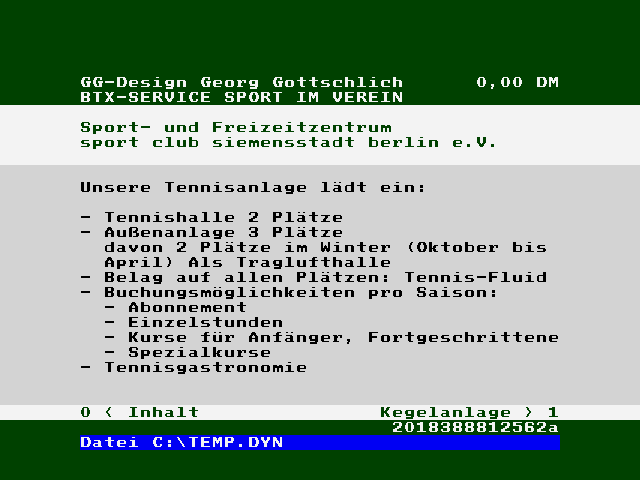 GG-Design Georg Gottschlich 0,00 DM
BTX-SERVICE SPORT IM VEREIN
Sport- und Freizeitzentrum
sport club siemensstadt berlin e.V.
Unsere Tennisanlage lädt ein:
- Tennishalle 2 Plätze
- Außenanlage 3 Plätze
davon 2 Plätze im Winter (Oktober bis
April) Als Traglufthalle
- Belag auf allen Plätzen: Tennis-Fluid
- Buchungsmöglichkeiten pro Saison:
- Abonnement
- Einzelstunden
- Kurse für Anfänger, Fortgeschrittene
- Spezialkurse
- Tennisgastronomie
0 < Inhalt Kegelanlage > 1
2018388812562a
Datei C:\TEMP.DYN